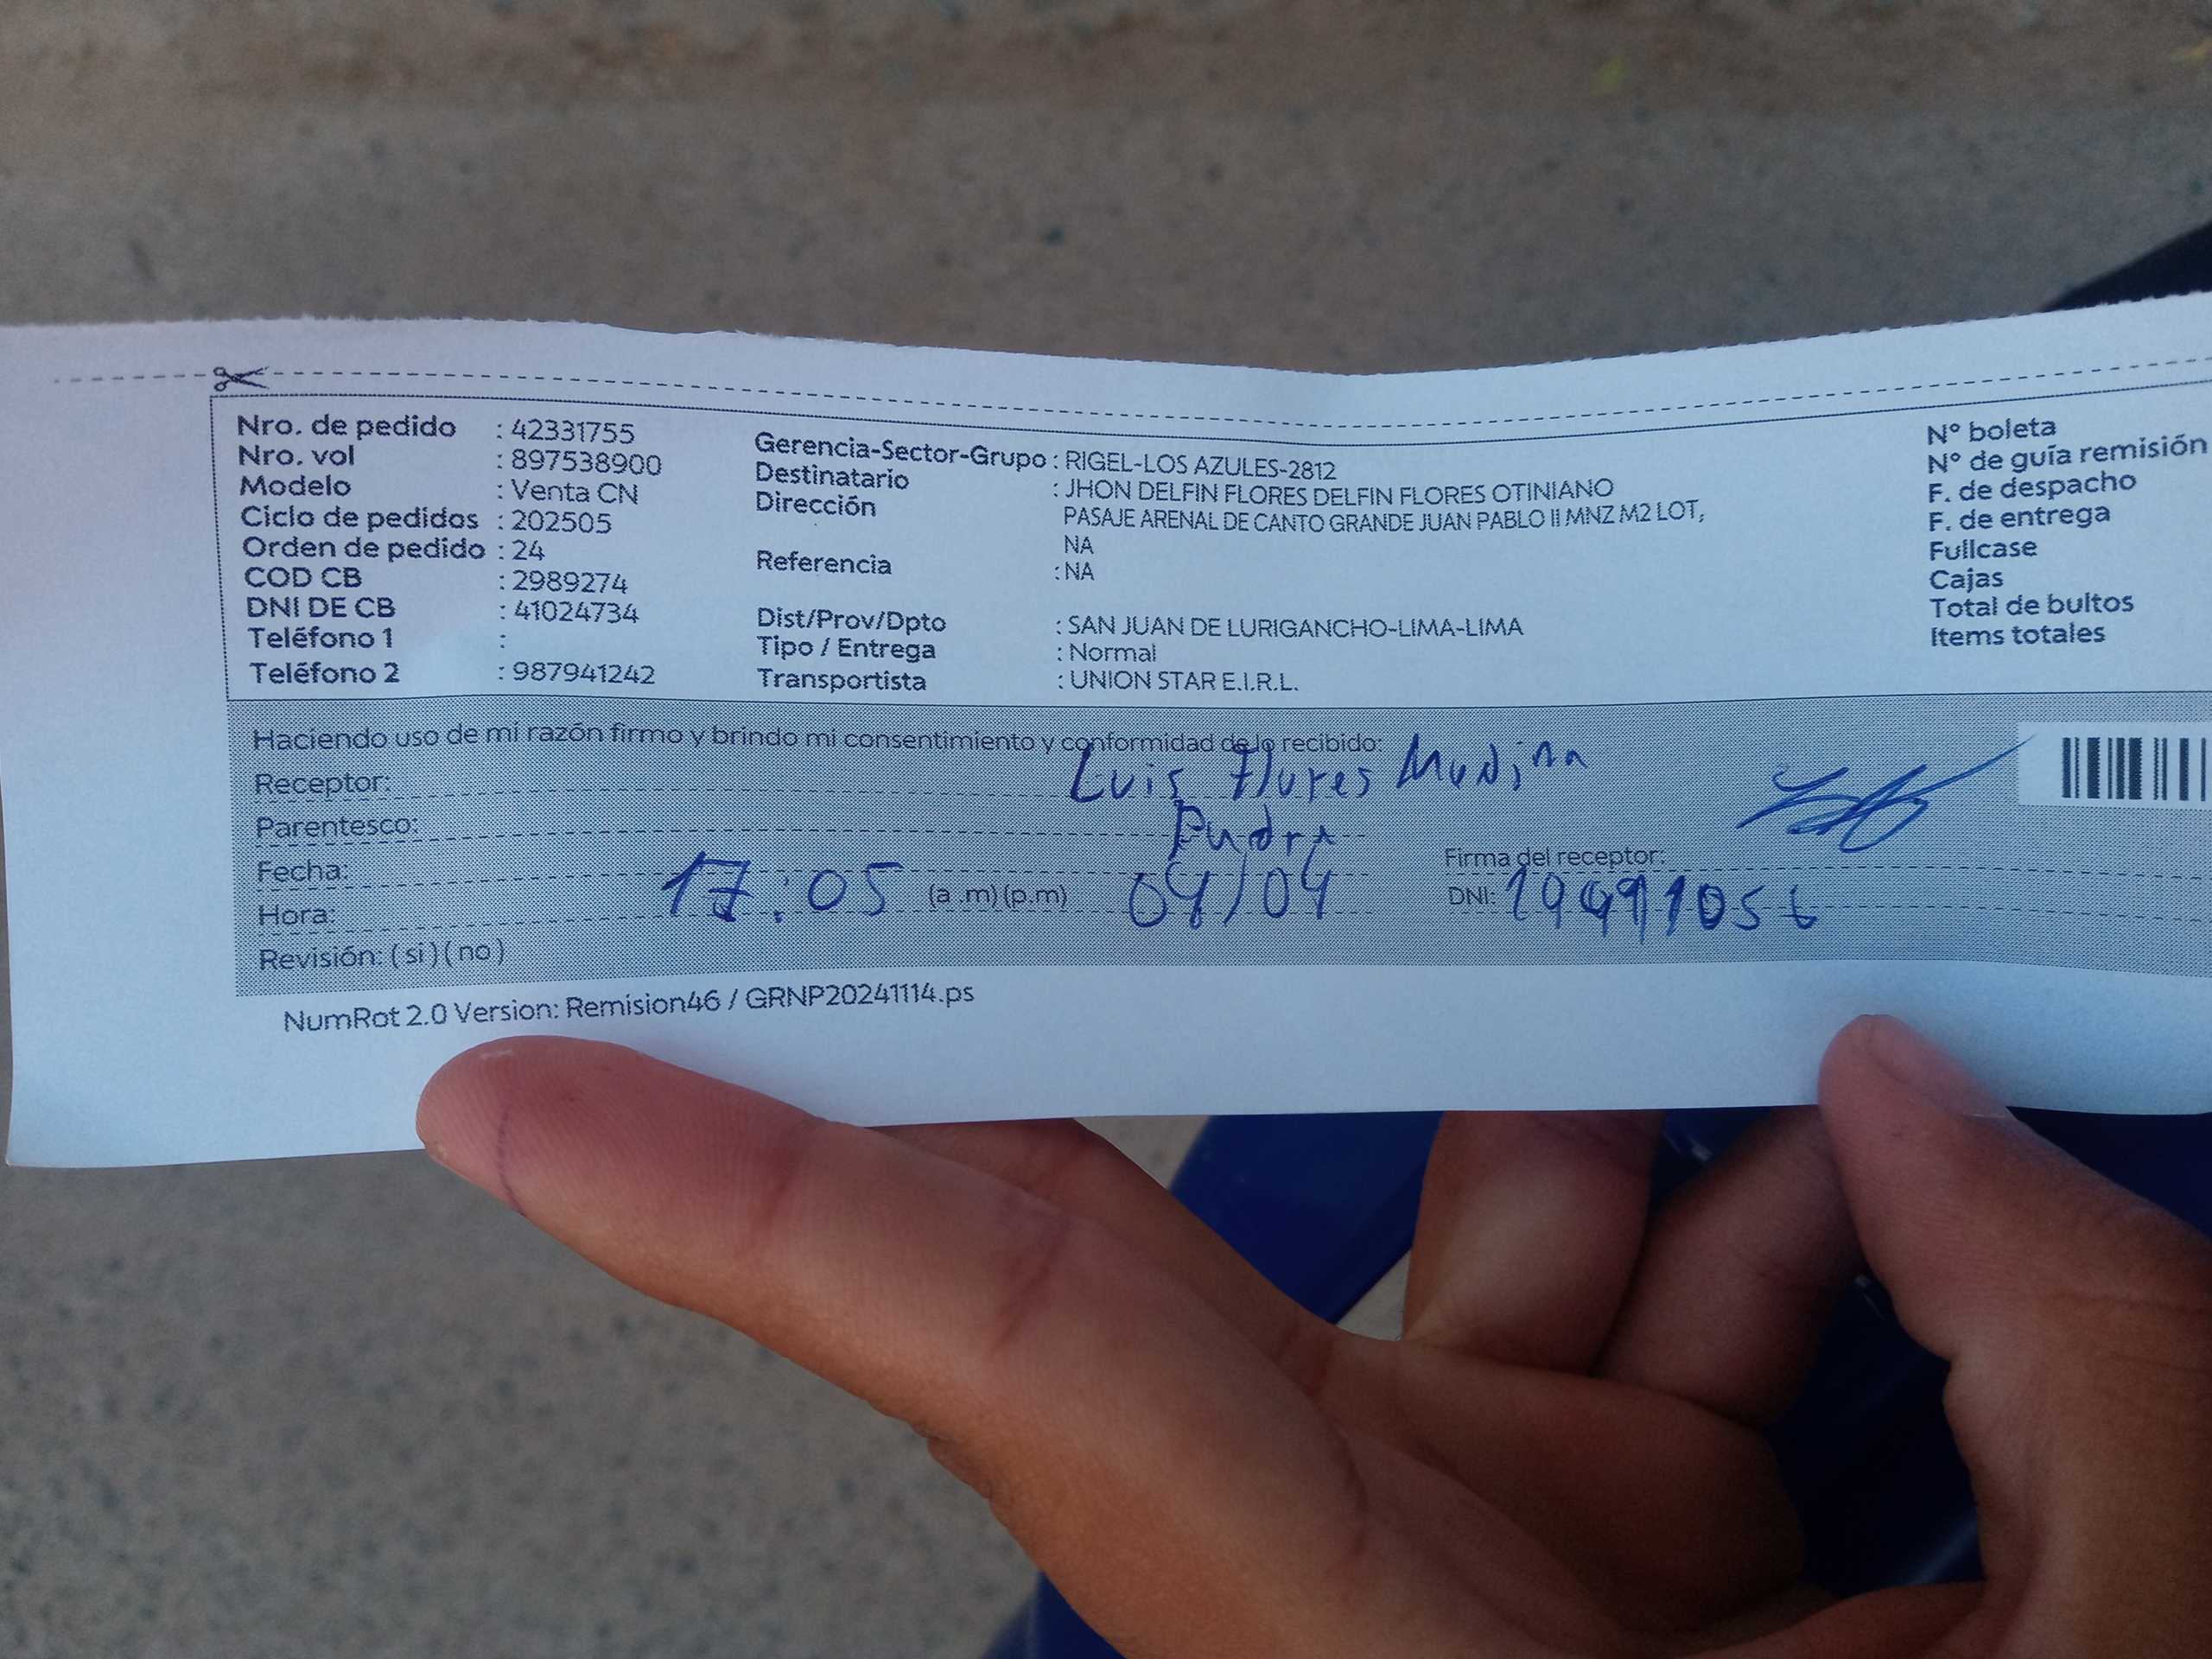 Nro. de pedido : 42331755
Nro. vol : 897538900
Modelo : Venta CN
Ciclo de pedidos : 202505
Orden de pedido : 24
COD CB : 2989274
DNI DE CB : 41024734
Teléfono 1 :
Teléfono 2 : 987941242
Gerencia-Sector-Grupo : RIGEL-LOS AZULES-2812
Destinatario : JHON DELFIN FLORES DELFIN FLORES OTINIANO
Dirección PASAJE ARENAL DE CANTO GRANDE JUAN PABLO II MNZ M2 LOT,
NA
Referencia : NA
Dist/Prov/Dpto : SAN JUAN DE LURIGANCHO-LIMA-LIMA
Tipo / Entrega : Normal
Transportista : UNION STAR E.I.R.L.
N° boleta
N° de guía remisión
F. de despacho
F. de entrega
Fullcase
Cajas
Total de bultos
Items totales
Haciendo uso de mi razón firmo y brindo mi consentimiento y conformidad de lo recibido:
Receptor: Luis Flores
Parentesco:
Fecha: 04/04
Hora: 17:05 (a.m) (p.m)
Revisión: ( si ) ( no )
Firma del receptor:
DNI:
NumRot 2.0 Version: Remision46 / GRNP20241114.ps